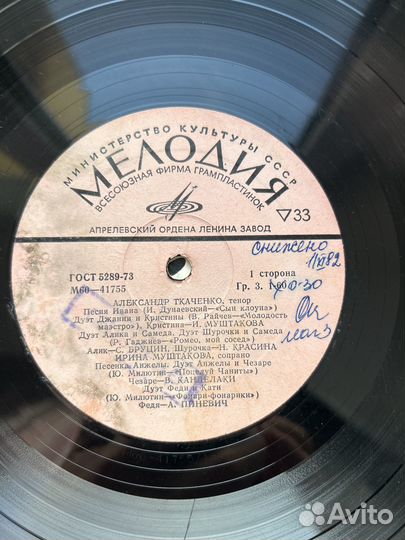 МИНИСТЕРСТВО КУЛЬТУРЫ СССР
МЕЛОДИЯ
ВСЕСОЮЗНАЯ ФИРМА ГРАМПЛАСТИНОК
АПРЕЛЕВСКИЙ ОРДЕНА ЛЕНИНА ЗАВОД
▽33
ГОСТ 5289-73
М60—41755
1 сторона
Гр. 3.
снижено
0-30
АЛЕКСАНДР ТКАЧЕНКО, тенор
Песня Ивана (И. Дунаевский—«Сын клоуна»)
Дуэт Джанни и Кристины (В. Райчев—«Молодость
маэстро»). Кристина—И. МУШТАКОВА
Дуэт Алика и Самеда. Дуэт Шурочки и Самеда
(Р. Гаджиев—«Ромео, мой сосед»)
Алик—С. БРУЦИН, Шурочка—Н. КРАСИНА
ИРИНА МУШТАКОВА, сопрано
Песенка Анжелы. Дуэт Анжелы и Чезаре
(Ю. Милютин—«Поцелуй Чаниты»)
Чезаре—В. КАНДЕЛАКИ
Дуэт Феди и Кати
(Ю. Милютин—«Фонари-фонарики»)
Федя—А. ПИНЕВИЧ
Avito